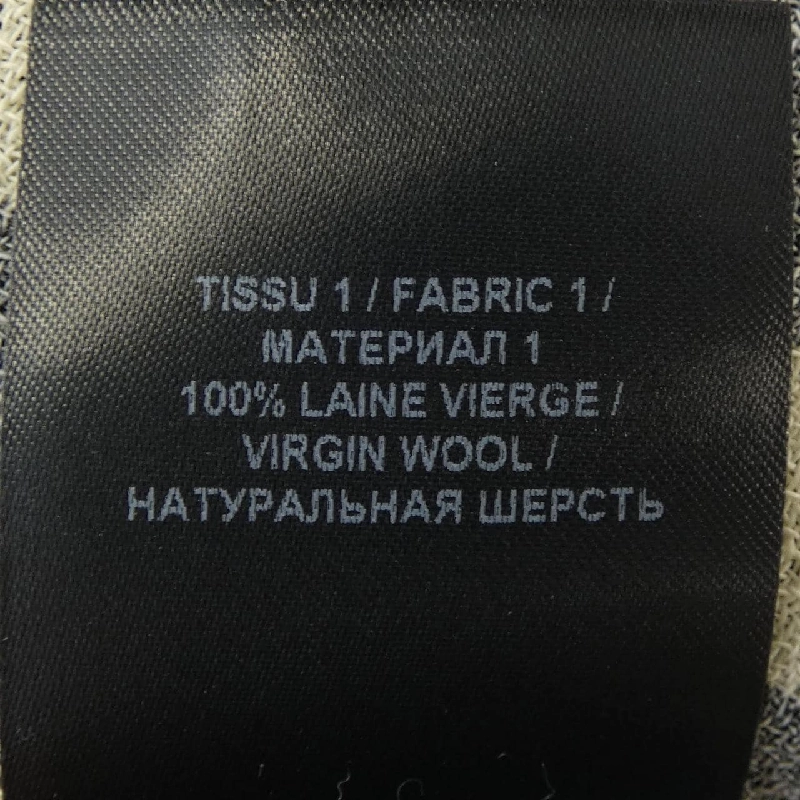 TISSU 1 / FABRIC 1 /
МАТЕРИАЛ 1
100% LAINE VIERGE /
VIRGIN WOOL /
НАТУРАЛЬНАЯ ШЕРСТЬ